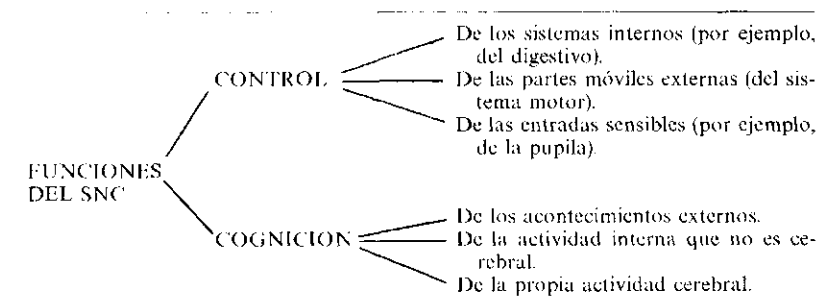 De los sistemas internos (por ejemplo,
del digestivo).
CONTROL
De las partes móviles externas (del sis-
tema motor).
De las entradas sensibles (por ejemplo,
de la pupila).
FUNCIONES
DEL SNC
De los acontecimientos externos.
COGNICION
De la actividad interna que no es ce-
rebral.
De la propia actividad cerebral.